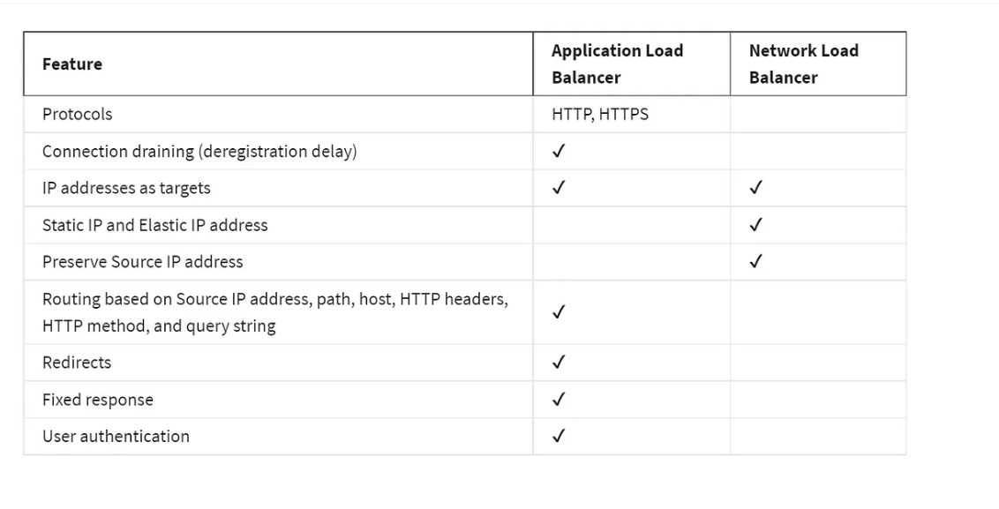 Feature
Application Load
Balancer
Network Load
Balancer
Protocols
HTTP, HTTPS
Connection draining (deregistration delay)
✓
IP addresses as targets
✓
✓
Static IP and Elastic IP address
✓
Preserve Source IP address
✓
Routing based on Source IP address, path, host, HTTP headers,
HTTP method, and query string
✓
Redirects
✓
Fixed response
✓
User authentication
✓